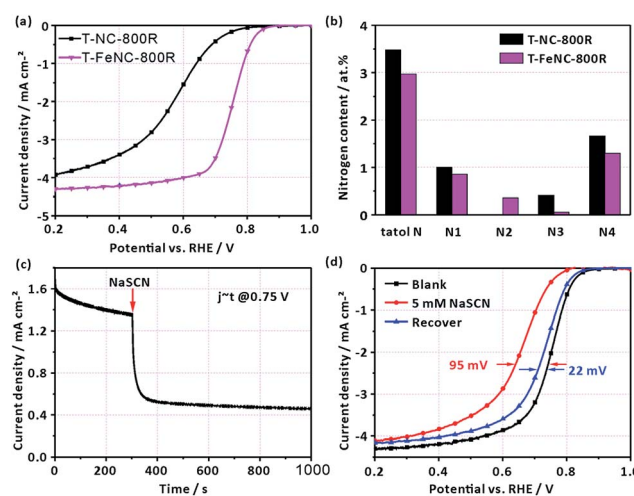 (a)
T-NC-800R
T-FeNC-800R
Current density / mA cm⁻²
0
-1
-2
-3
-4
-5
0.2 0.4 0.6 0.8 1.0
Potential vs. RHE / V
(b)
T-NC-800R
T-FeNC-800R
Nitrogen content / at.%
4
3
2
1
0
tatol N N1 N2 N3 N4
(c)
NaSCN
j~t @0.75 V
Current density / mA cm⁻²
1.6
1.2
0.8
0.4
0.0
0 200 400 600 800 1000
Time / s
(d)
Blank
5 mM NaSCN
Recover
95 mV
22 mV
Current density / mA cm⁻²
0
-1
-2
-3
-4
0.2 0.4 0.6 0.8 1.0
Potential vs. RHE / V